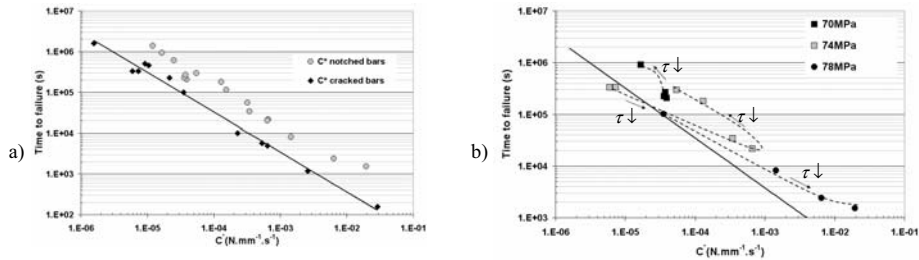 a)
Time to failure (s)
1.E+07
1.E+06
1.E+05
1.E+04
1.E+03
1.E+02
1.E-06 1.E-05 1.E-04 1.E-03 1.E-02 1.E-01
C*(N.mm-1.s-1)
C* notched bars
C* cracked bars
b)
Time to failure (s)
1.E+07
1.E+06
1.E+05
1.E+04
1.E+03
1.E-06 1.E-05 1.E-04 1.E-03 1.E-02 1.E-01
C*(N.mm-1.s-1)
70MPa
74MPa
78MPa
τ↓
τ↓
τ↓
τ↓